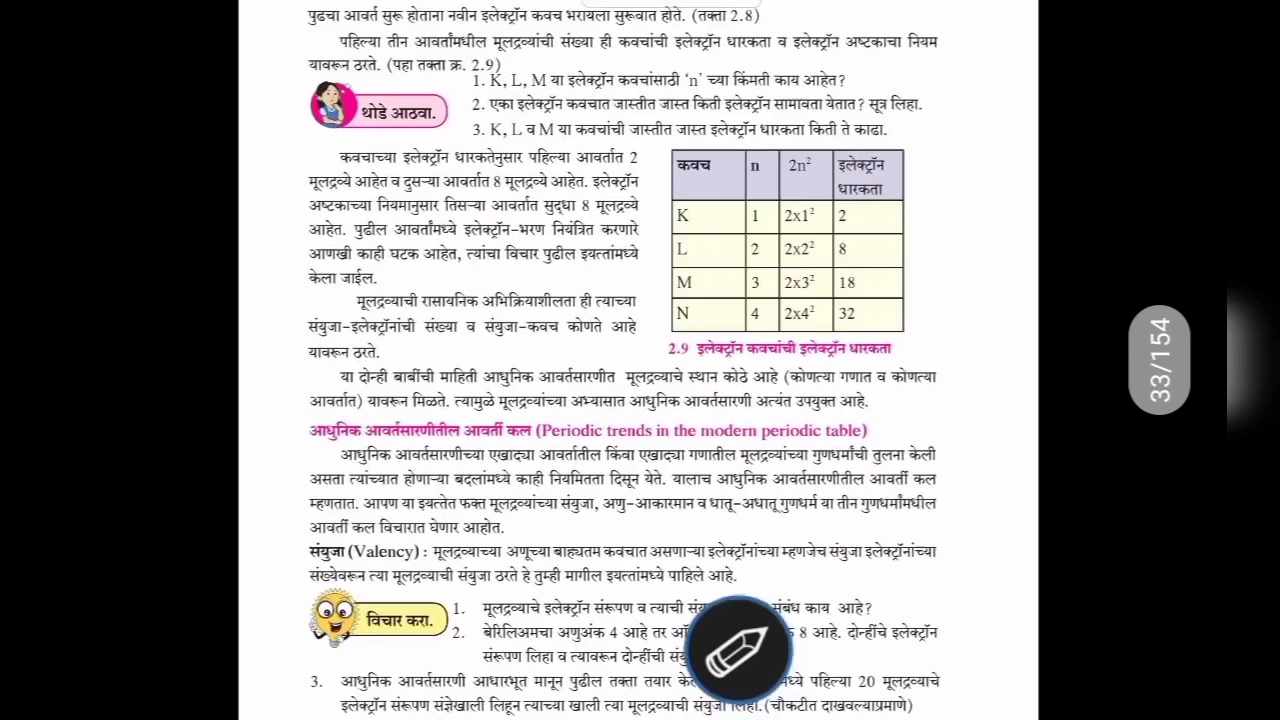 पुढचा आवर्त सुरू होताना नवीन इलेक्ट्रॉन कवच भरायला सुरूवात होते. (तक्ता 2.8)
पहिल्या तीन आवर्तांमधील मूलद्रव्यांची संख्या ही कवचांची इलेक्ट्रॉन धारकता व इलेक्ट्रॉन अष्टकाचा नियम
यावरून ठरते. (पहा तक्ता क्र. 2.9)
थोडे आठवा.
1. K, L, M या इलेक्ट्रॉन कवचांसाठी 'n' च्या किंमती काय आहेत?
2. एका इलेक्ट्रॉन कवचात जास्तीत जास्त किती इलेक्ट्रॉन सामावता येतात? सूत्र लिहा.
3. K, L व M या कवचांची जास्तीत जास्त इलेक्ट्रॉन धारकता किती ते काढा.
कवचाच्या इलेक्ट्रॉन धारकतेनुसार पहिल्या आवर्तात 2
मूलद्रव्ये आहेत व दुसऱ्या आवर्तात 8 मूलद्रव्ये आहेत. इलेक्ट्रॉन
अष्टकाच्या नियमानुसार तिसऱ्या आवर्तात सुद्धा 8 मूलद्रव्ये
आहेत. पुढील आवर्तांमध्ये इलेक्ट्रॉन-भरण नियंत्रित करणारे
आणखी काही घटक आहेत, त्यांचा विचार पुढील इयत्तांमध्ये
केला जाईल.
मूलद्रव्याची रासायनिक अभिक्रियाशीलता ही त्याच्या
संयुजा-इलेक्ट्रॉनांची संख्या व संयुजा-कवच कोणते आहे
यावरून ठरते.
कवच n 2n² इलेक्ट्रॉन धारकता
K 1 2x1² 2
L 2 2x2² 8
M 3 2x3² 18
N 4 2x4² 32
2.9 इलेक्ट्रॉन कवचांची इलेक्ट्रॉन धारकता
या दोन्ही बाबींची माहिती आधुनिक आवर्तसारणीत मूलद्रव्याचे स्थान कोठे आहे (कोणत्या गणात व कोणत्या
आवर्तात) यावरून मिळते. त्यामुळे मूलद्रव्यांच्या अभ्यासात आधुनिक आवर्तसारणी अत्यंत उपयुक्त आहे.
आधुनिक आवर्तसारणीतील आवर्ती कल (Periodic trends in the modern periodic table)
आधुनिक आवर्तसारणीच्या एखाद्या आवर्तातील किंवा एखाद्या गणातील मूलद्रव्यांच्या गुणधर्मांची तुलना केली
असता त्यांच्यात होणाऱ्या बदलांमध्ये काही नियमितता दिसून येते. यालाच आधुनिक आवर्तसारणीतील आवर्ती कल
म्हणतात. आपण या इयत्तेत फक्त मूलद्रव्यांच्या संयुजा, अणु-आकारमान व धातू-अधातू गुणधर्म या तीन गुणधर्मांमधील
आवर्ती कल विचारात घेणार आहोत.
संयुजा (Valency) : मूलद्रव्याच्या अणूच्या बाह्यतम कवचात असणाऱ्या इलेक्ट्रॉनांच्या म्हणजेच संयुजा इलेक्ट्रॉनांच्या
संख्येवरून त्या मूलद्रव्याची संयुजा ठरते हे तुम्ही मागील इयत्तांमध्ये पाहिले आहे.
विचार करा.
1. मूलद्रव्याचे इलेक्ट्रॉन संरूपण व त्याची संबंध काय आहे?
2. बेरिलिअमचा अणुअंक 4 आहे तर 8 आहे. दोन्हींचे इलेक्ट्रॉन
संरूपण लिहा व त्यावरून दोन्हींची
3. आधुनिक आवर्तसारणी आधारभूत मानून पुढील तक्ता तयार पहिल्या 20 मूलद्रव्याचे
इलेक्ट्रॉन संरूपण संज्ञेखाली लिहून त्याच्या खाली त्या मूलद्रव्याची संयुजा लिहा. (चौकटीत दाखवल्याप्रमाणे)
33/154